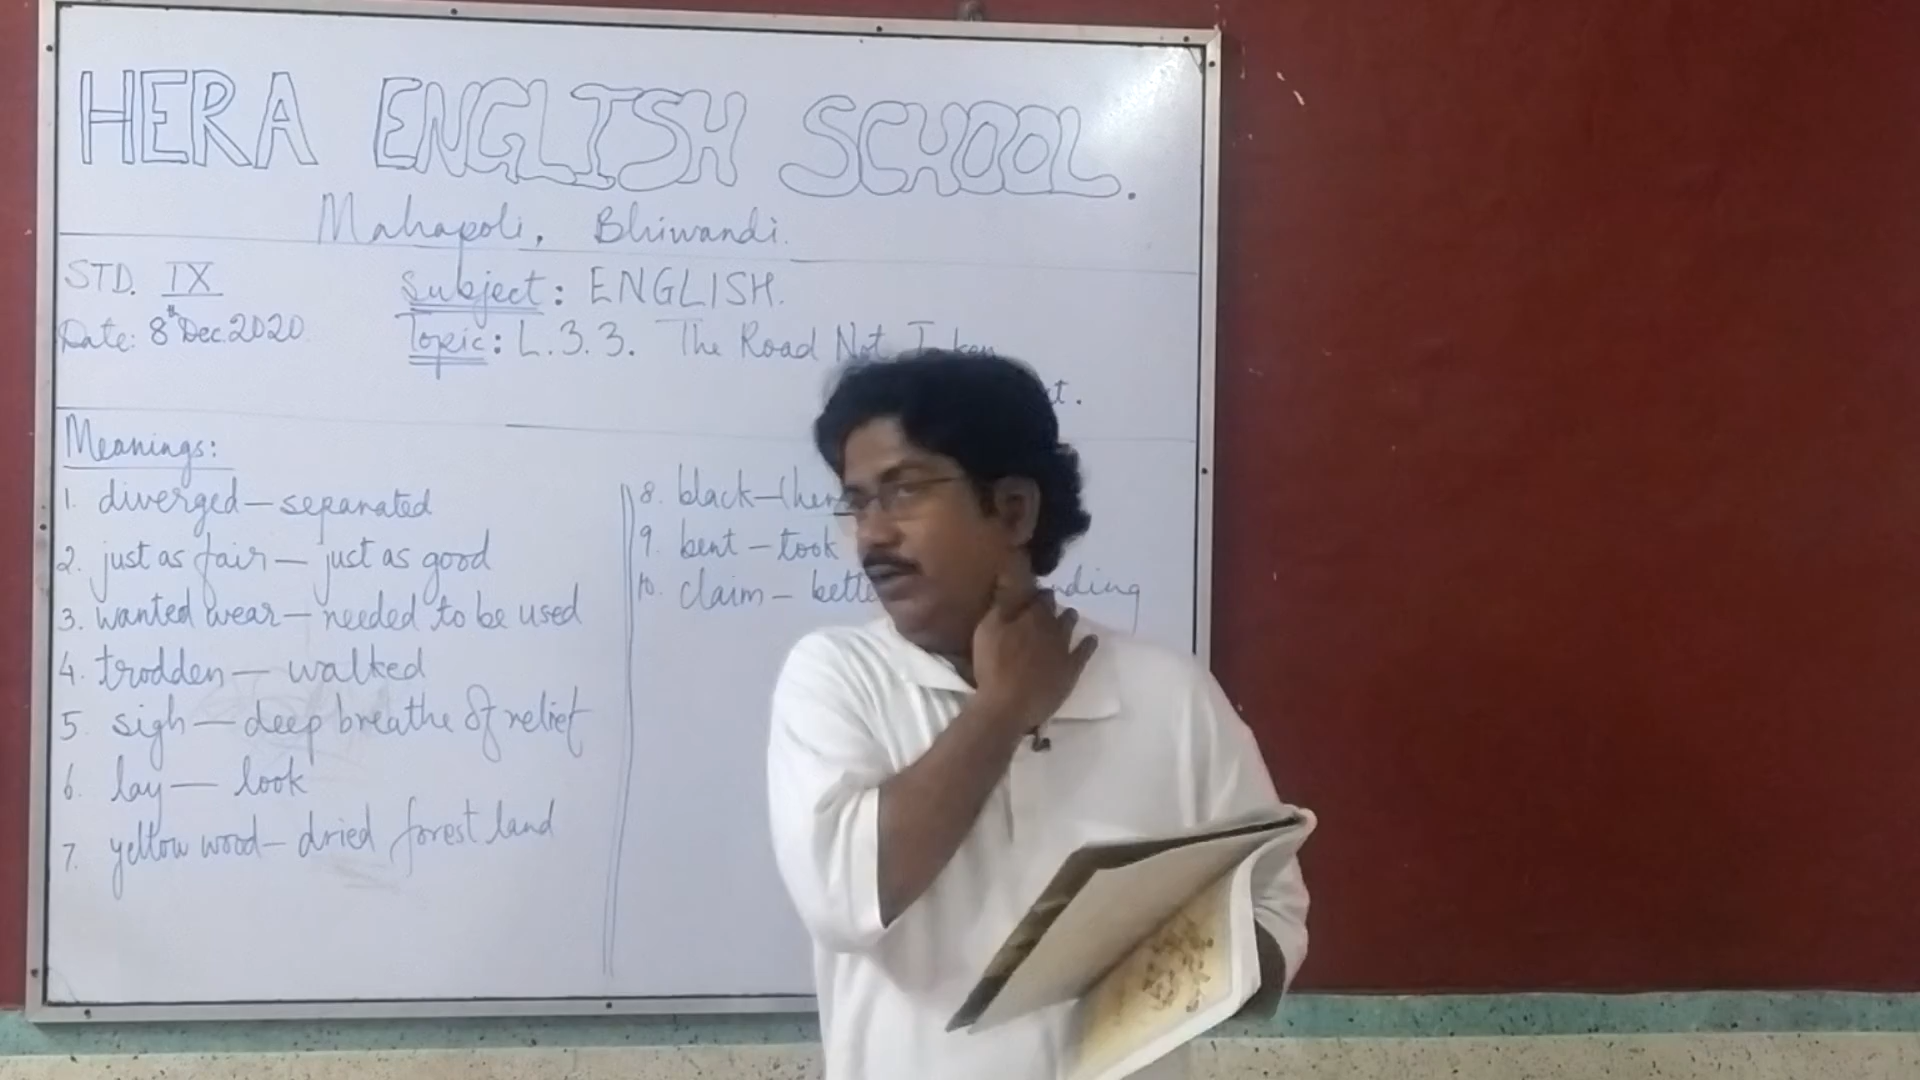 HERA ENGLISH SCHOOL.
Mahapoli, Bhiwandi.
STD. IX
Subject: ENGLISH.
Date: 8th Dec.2020
Topic: L.3.3. The Road Not Taken
Meanings:
1. diverged – separated
2. just as fair – just as good
3. wanted wear – needed to be used
4. trodden – walked
5. sigh – deep breathe of relief
6. lay – look
7. yellow wood – dried forest land
8. black – (here
9. bent – took
10. claim –